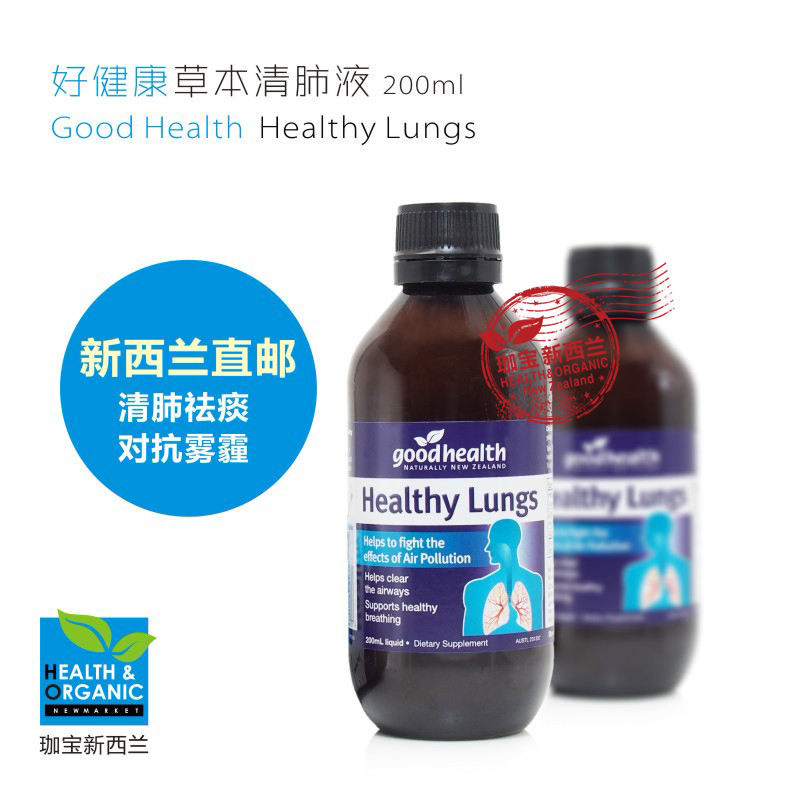 好健康草本清肺液 200ml
Good Health Healthy Lungs
新西兰直邮
清肺祛痰
对抗雾霾
珈宝新西兰
HEALTH&ORGANIC
New Zealand
goodhealth
NATURALLY NEW ZEALAND
Healthy Lungs
Helps to fight the
effects of Air Pollution
Helps clear
the airways
Supports healthy
breathing
200mL liquid • Dietary Supplement
goodhealth
althy Lungs
HEALTH &
ORGANIC
NEWMARKET
珈宝新西兰